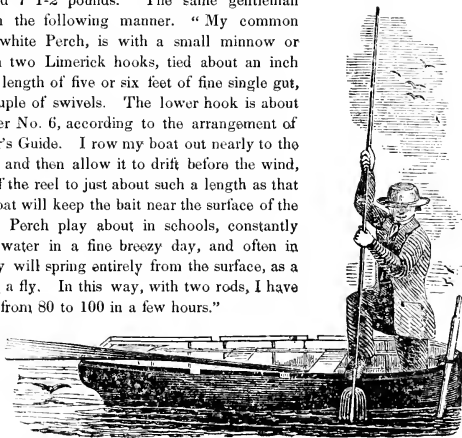 7 1-2 pounds. The same gentleman
the following manner. “ My common
white Perch, is with a small minnow or
two Limerick hooks, tied about an inch
length of five or six feet of fine single gut,
uple of swivels. The lower hook is about
er No. 6, according to the arrangement of
r's Guide. I row my boat out nearly to the
and then allow it to drift before the wind,
f the reel to just about such a length as that
oat will keep the bait near the surface of the
Perch play about in schools, constantly
water in a fine breezy day, and often in
y will spring entirely from the surface, as a
a fly. In this way, with two rods, I have
from 80 to 100 in a few hours.”